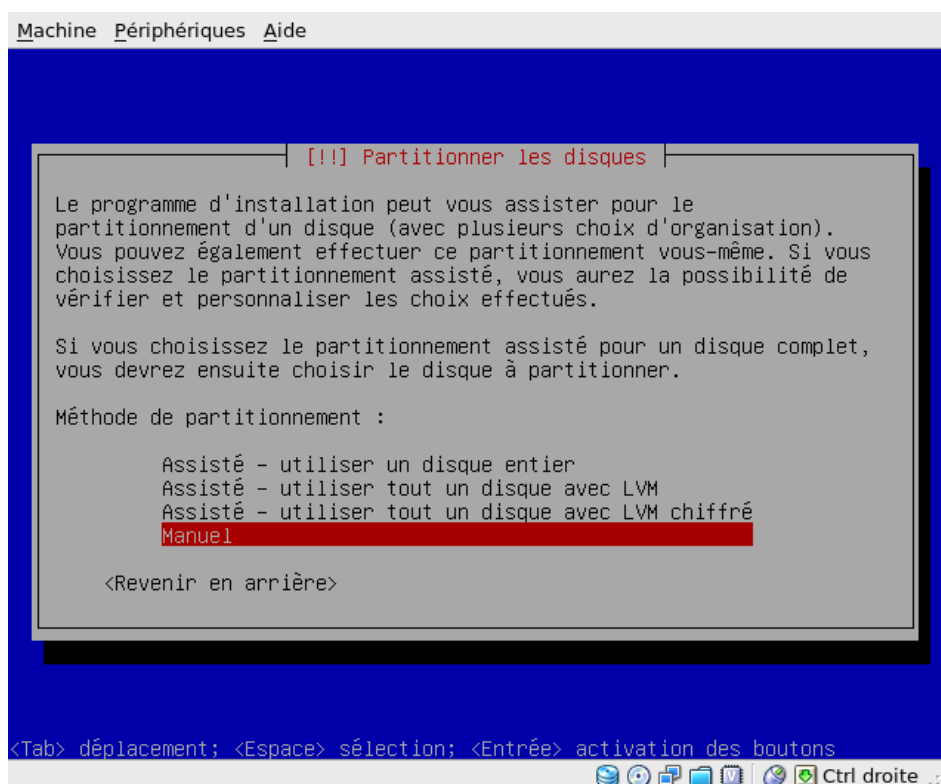 Machine Périphériques Aide
[!!] Partitionner les disques
Le programme d'installation peut vous assister pour le
partitionnement d'un disque (avec plusieurs choix d'organisation).
Vous pouvez également effectuer ce partitionnement vous-même. Si vous
choisissez le partitionnement assisté, vous aurez la possibilité de
vérifier et personnaliser les choix effectués.
Si vous choisissez le partitionnement assisté pour un disque complet,
vous devrez ensuite choisir le disque à partitionner.
Méthode de partitionnement :
Assisté - utiliser un disque entier
Assisté - utiliser tout un disque avec LVM
Assisté - utiliser tout un disque avec LVM chiffré
Manuel
<Revenir en arrière>
<Tab> déplacement; <Espace> sélection; <Entrée> activation des boutons
Ctrl droite